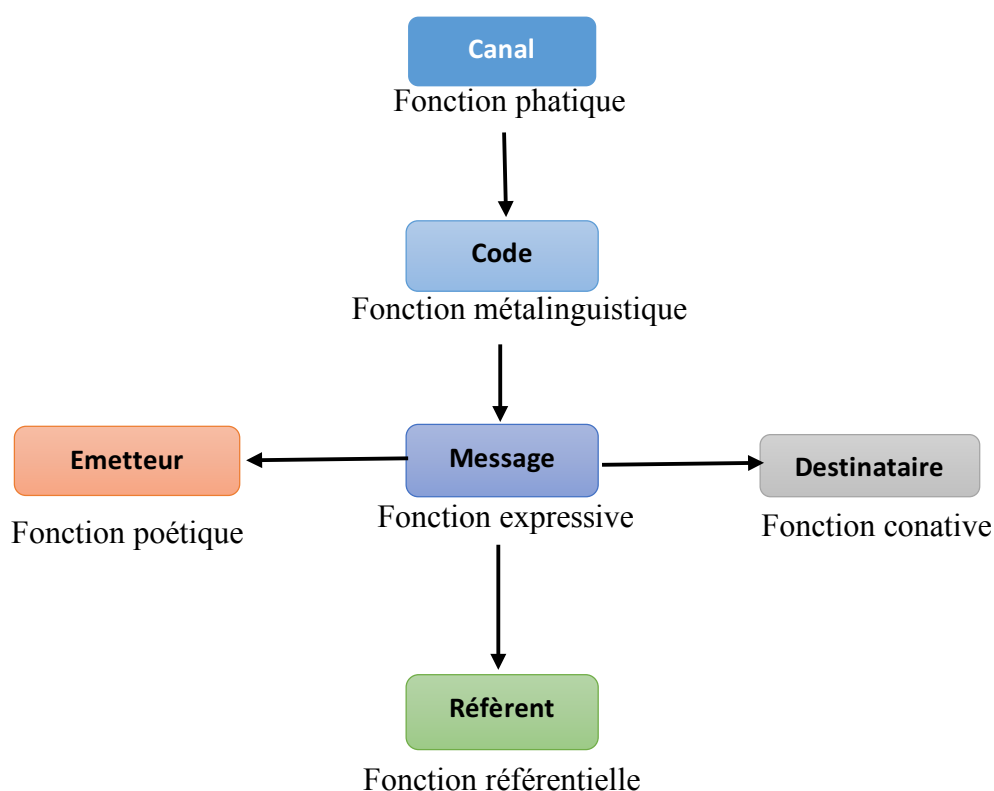 Canal
Fonction phatique
Code
Fonction métalinguistique
Emetteur
Message
Destinataire
Fonction poétique
Fonction expressive
Fonction conative
Réfèrent
Fonction référentielle